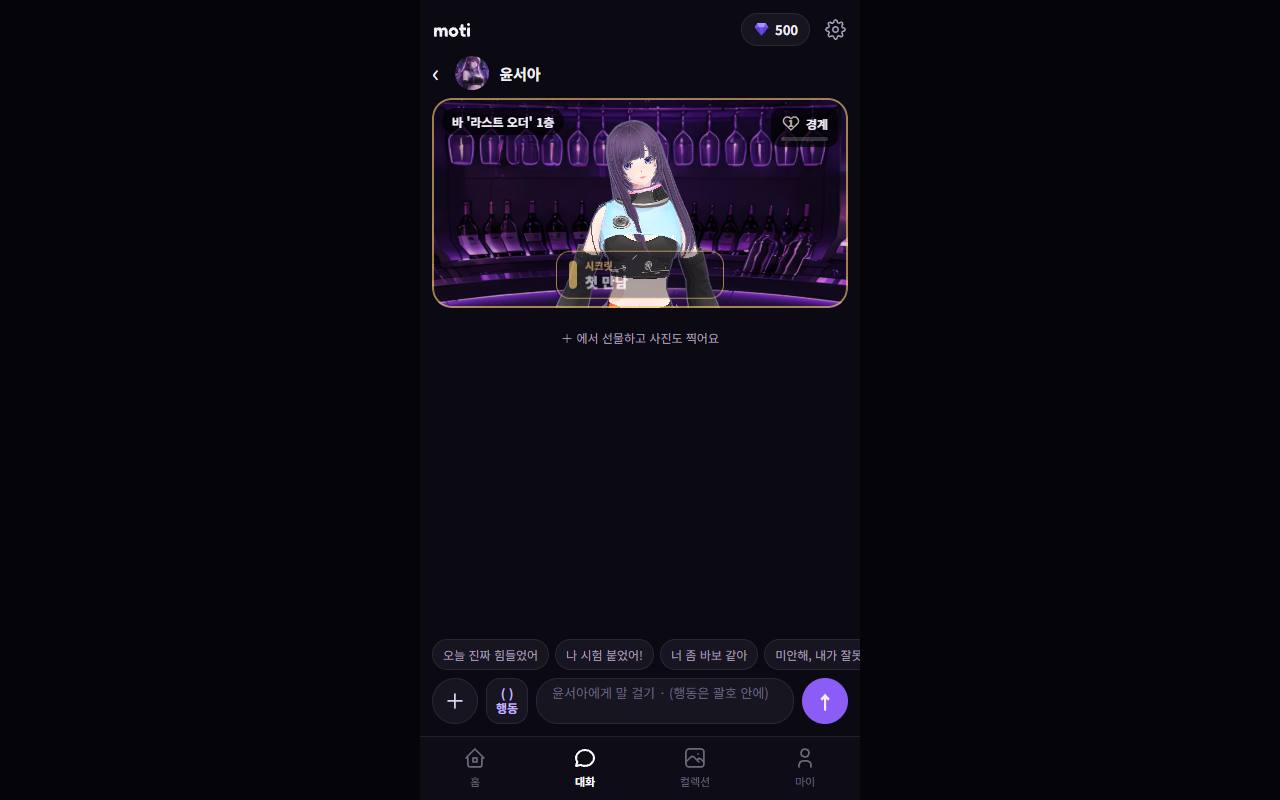 moti
500
‹ 윤서아
바 '라스트 오더' 1층
1 경계
시크릿
첫 만남
+ 에서 선물하고 사진도 찍어요
오늘 진짜 힘들었어
나 시험 붙었어!
너 좀 바보 같아
미안해, 내가 잘못
+
( )
행동
윤서아에게 말 걸기 · (행동은 괄호 안에)
↑
홈
대화
컬렉션
마이